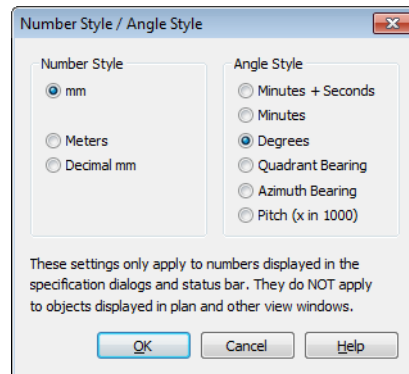 Number Style / Angle Style
Number Style
mm
Meters
Decimal mm
Angle Style
Minutes + Seconds
Minutes
Degrees
Quadrant Bearing
Azimuth Bearing
Pitch (x in 1000)
These settings only apply to numbers displayed in the
specification dialogs and status bar. They do NOT apply
to objects displayed in plan and other view windows.
OK
Cancel
Help